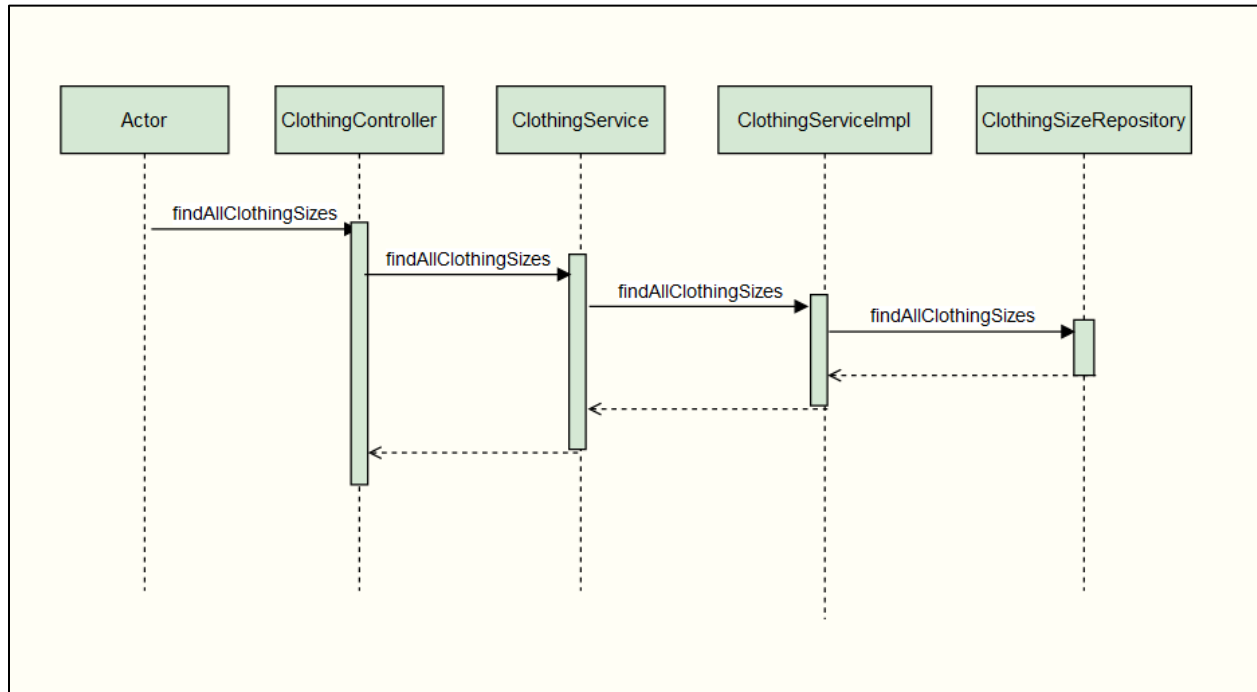 Actor
ClothingController
ClothingService
ClothingServiceImpl
ClothingSizeRepository
findAllClothingSizes
findAllClothingSizes
findAllClothingSizes
findAllClothingSizes